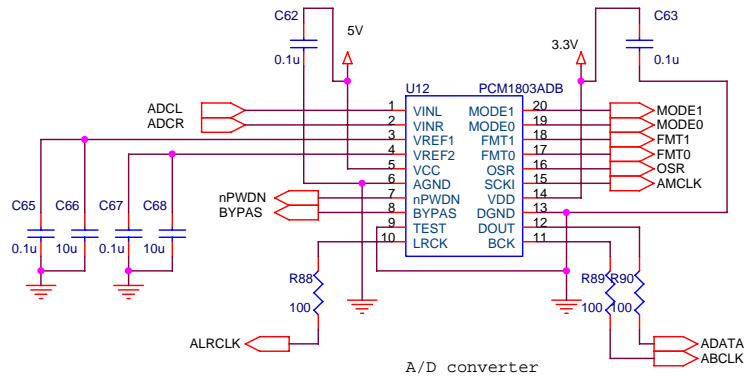 C62
C63
5V
3.3V
0.1u
0.1u
U12
PCM1803ADB
ADCL
ADCR
1 VINL MODE1 20 MODE1
2 VINR MODE0 19 MODE0
3 VREF1 FMT1 18 FMT1
4 VREF2 FMT0 17 FMT0
5 VCC OSR 16 OSR
6 AGND SCKI 15 AMCLK
nPWDN 7 nPWDN VDD 14
BYPAS 8 BYPAS DGND 13
9 TEST DOUT 12
10 LRCK BCK 11
C65 C66 C67 C68
0.1u 10u 0.1u 10u
R88 R89 R90
100 100 100
ALRCLK
ADATA
ABCLK
A/D converter